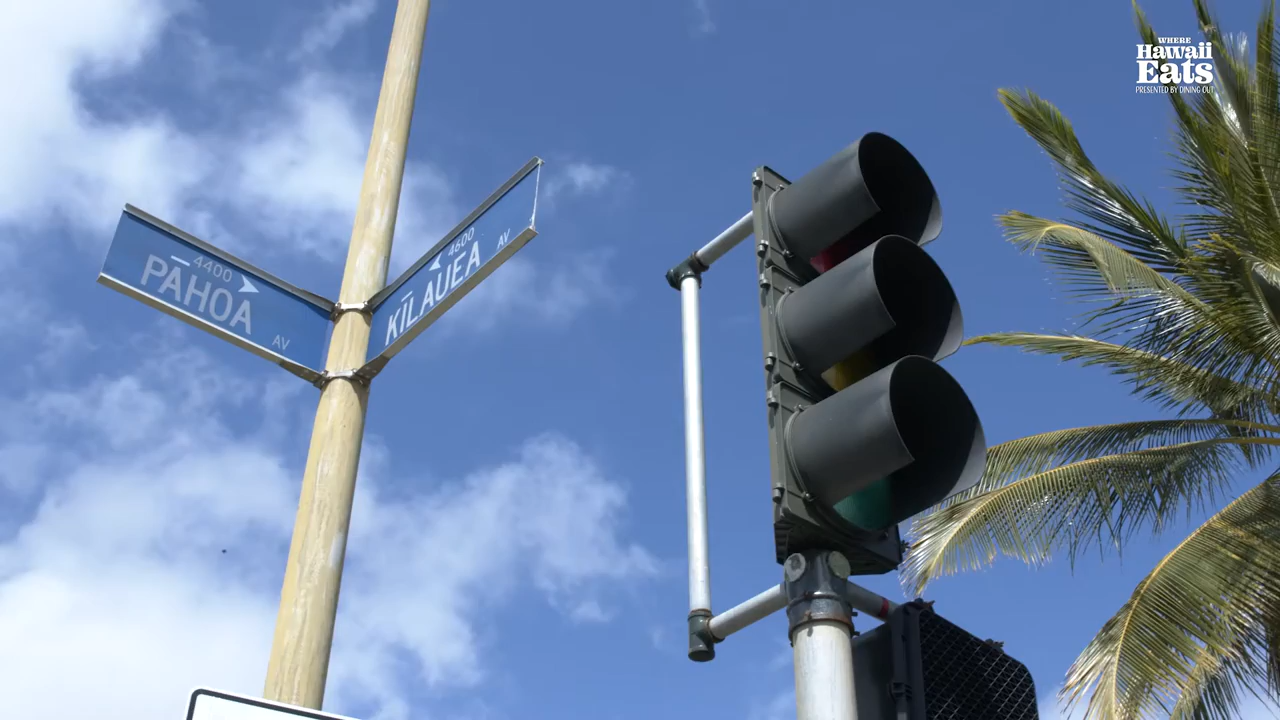 4400
PĀHOA
AV
4600
KĪLAUEA
AV
WHERE
Hawaii
Eats
PRESENTED BY DINING OUT